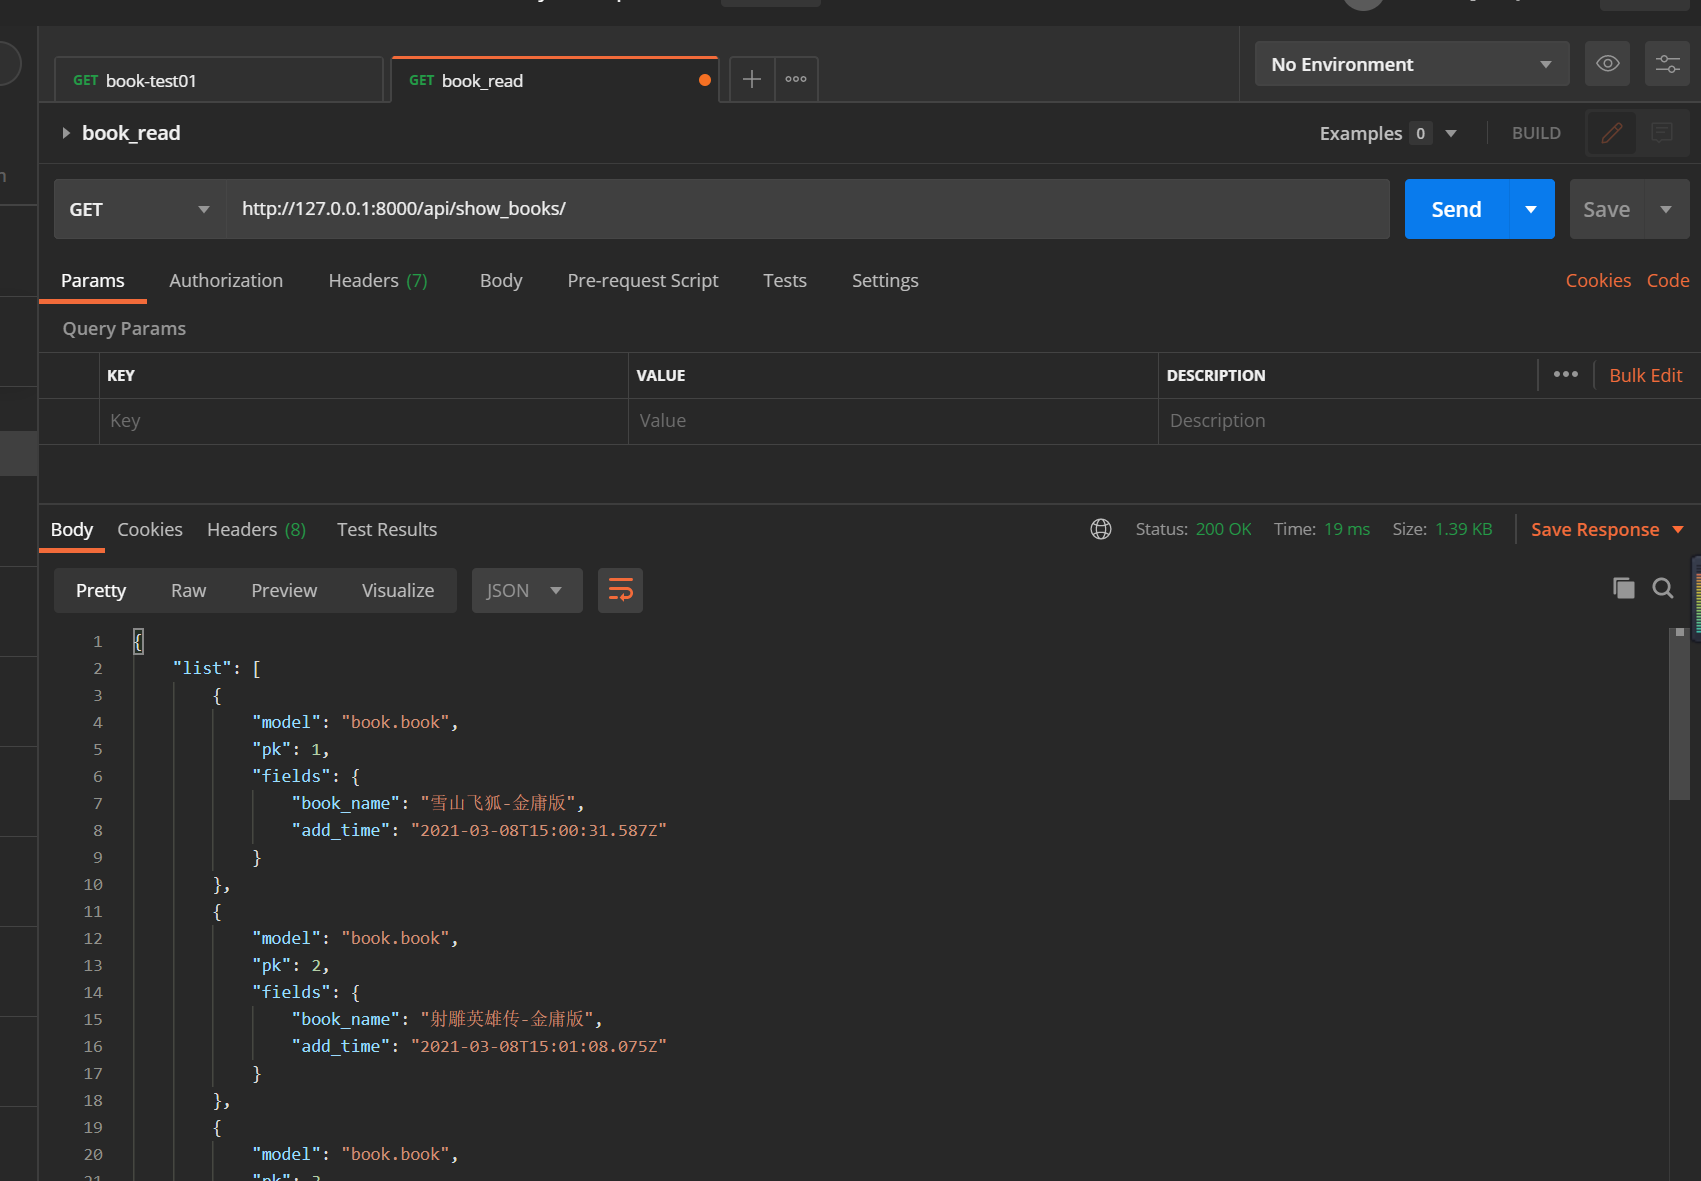 GET book-test01
GET book_read
No Environment
book_read
Examples 0
BUILD
GET
http://127.0.0.1:8000/api/show_books/
Send
Save
Params Authorization Headers (7) Body Pre-request Script Tests Settings
Cookies Code
Query Params
KEY VALUE DESCRIPTION
Bulk Edit
Key Value Description
Body Cookies Headers (8) Test Results
Status: 200 OK Time: 19 ms Size: 1.39 KB
Save Response
Pretty Raw Preview Visualize JSON
1 {
2 "list": [
3 {
4 "model": "book.book",
5 "pk": 1,
6 "fields": {
7 "book_name": "雪山飞狐-金庸版",
8 "add_time": "2021-03-08T15:00:31.587Z"
9 }
10 },
11 {
12 "model": "book.book",
13 "pk": 2,
14 "fields": {
15 "book_name": "射雕英雄传-金庸版",
16 "add_time": "2021-03-08T15:01:08.075Z"
17 }
18 },
19 {
20 "model": "book.book",
21 "pk": 3